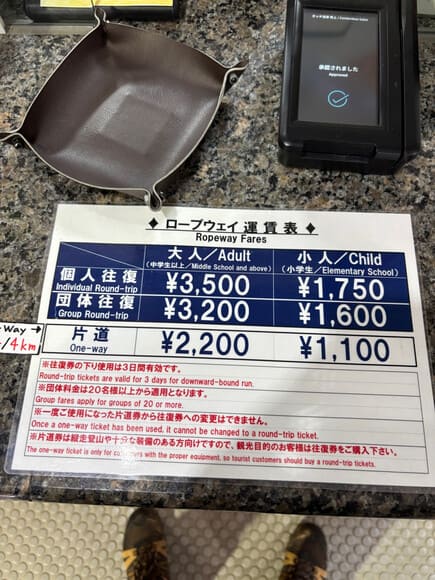 タッチ決済 再入 / Contactless Select
承認されました
Approved
◆ ロープウェイ 運賃表 ◆
Ropeway Fares
大人／Adult 小人／Child
(中学生以上／Middle School and above) (小学生／Elementary School)
個人往復 ¥3,500 ¥1,750
Individual Round-trip
団体往復 ¥3,200 ¥1,600
Group Round-trip
Way →
/4km
片道 ¥2,200 ¥1,100
One-way
※往復券の下り使用は3日間有効です。
Round-trip tickets are valid for 3 days for downward-bound run.
※団体料金は20名様以上から適用となります。
Group fares apply for groups of 20 or more.
※一度ご使用になった片道券から往復券への変更はできません。
Once a one-way ticket has been used, it cannot be changed to a round-trip ticket.
※片道券は縦走登山や十分な装備のある方向けですので、観光目的のお客様は往復券をご購入下さい。
The one-way ticket is only for customers with the proper equipment, so tourist customers should buy a round-trip tickets.